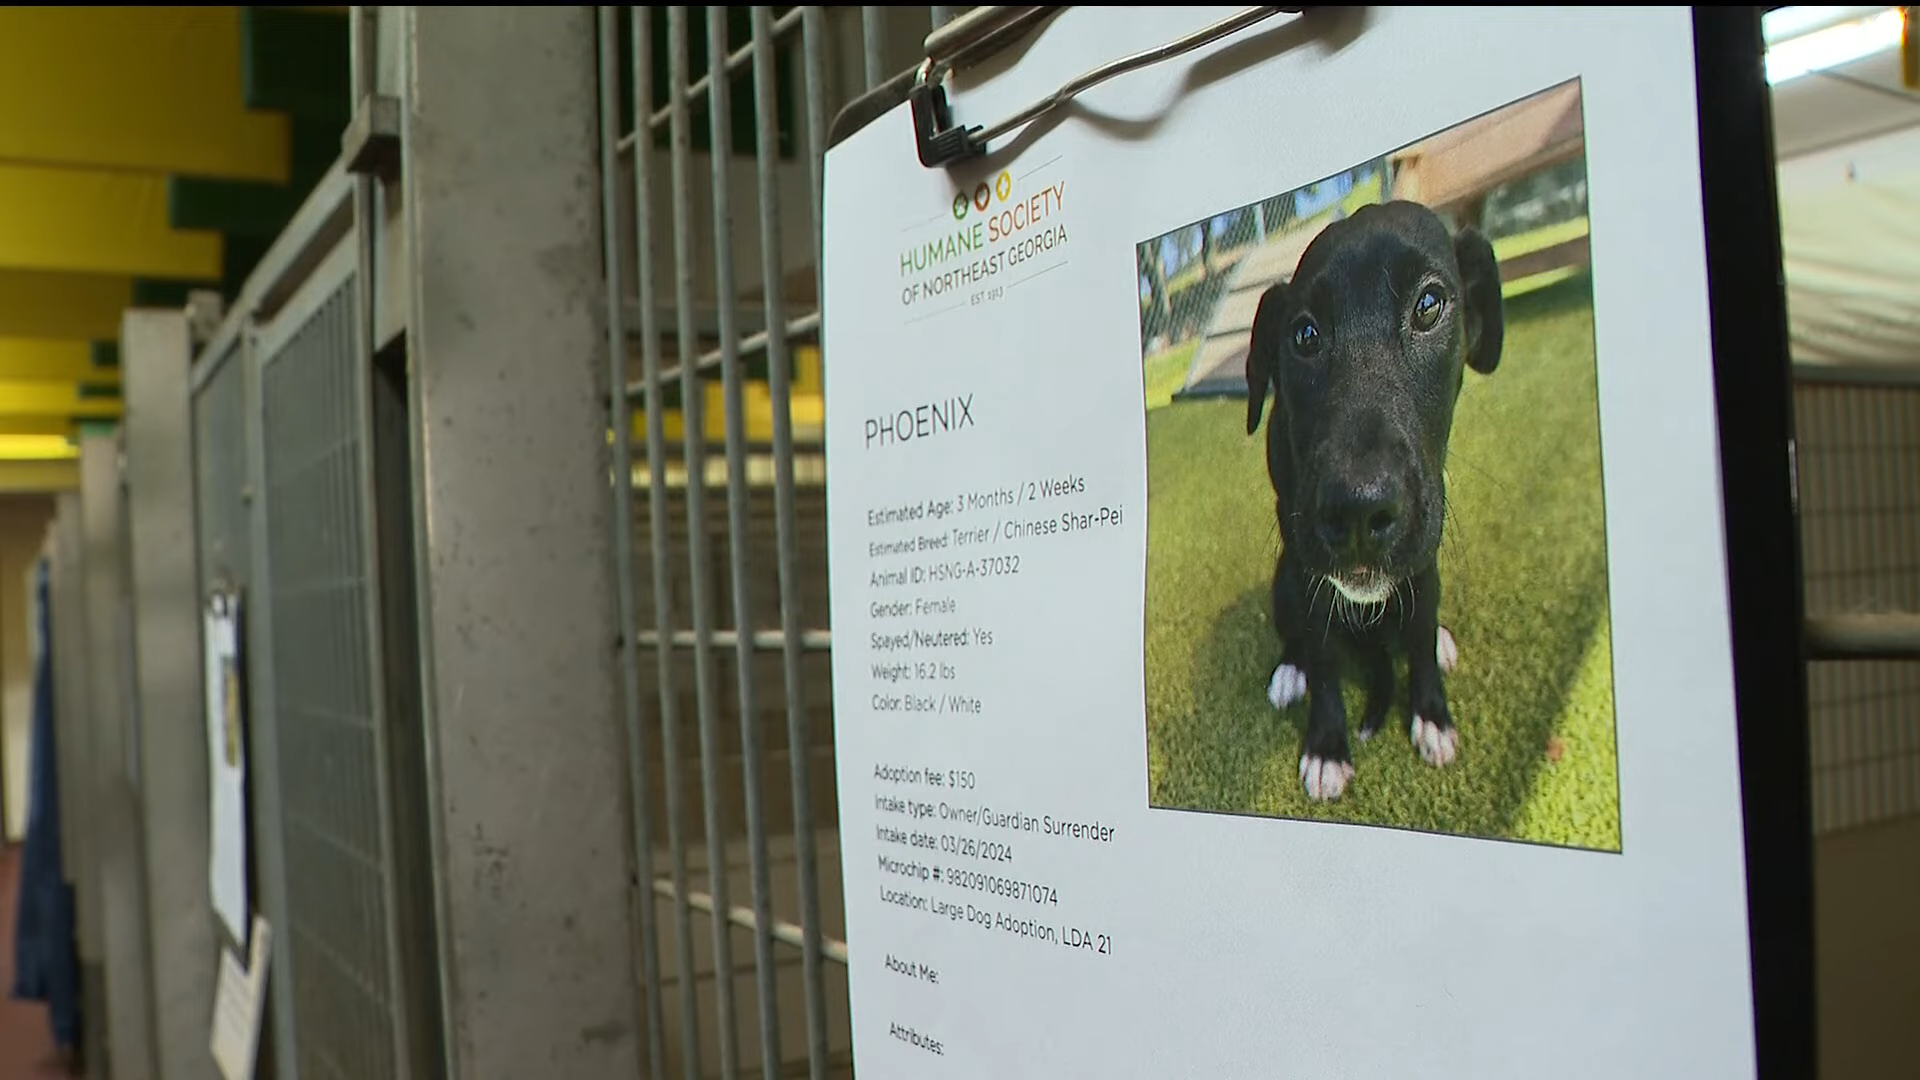 HUMANE SOCIETY
OF NORTHEAST GEORGIA
EST 1913
PHOENIX
Estimated Age: 3 Months / 2 Weeks
Estimated Breed: Terrier / Chinese Shar-Pei
Animal ID: HSNG-A-37032
Gender: Female
Spayed/Neutered: Yes
Weight: 16.2 lbs
Color: Black / White
Adoption fee: $150
Intake type: Owner/Guardian Surrender
Intake date: 03/26/2024
Microchip #: 982091069871074
Location: Large Dog Adoption, LDA 21
About Me:
Attributes: